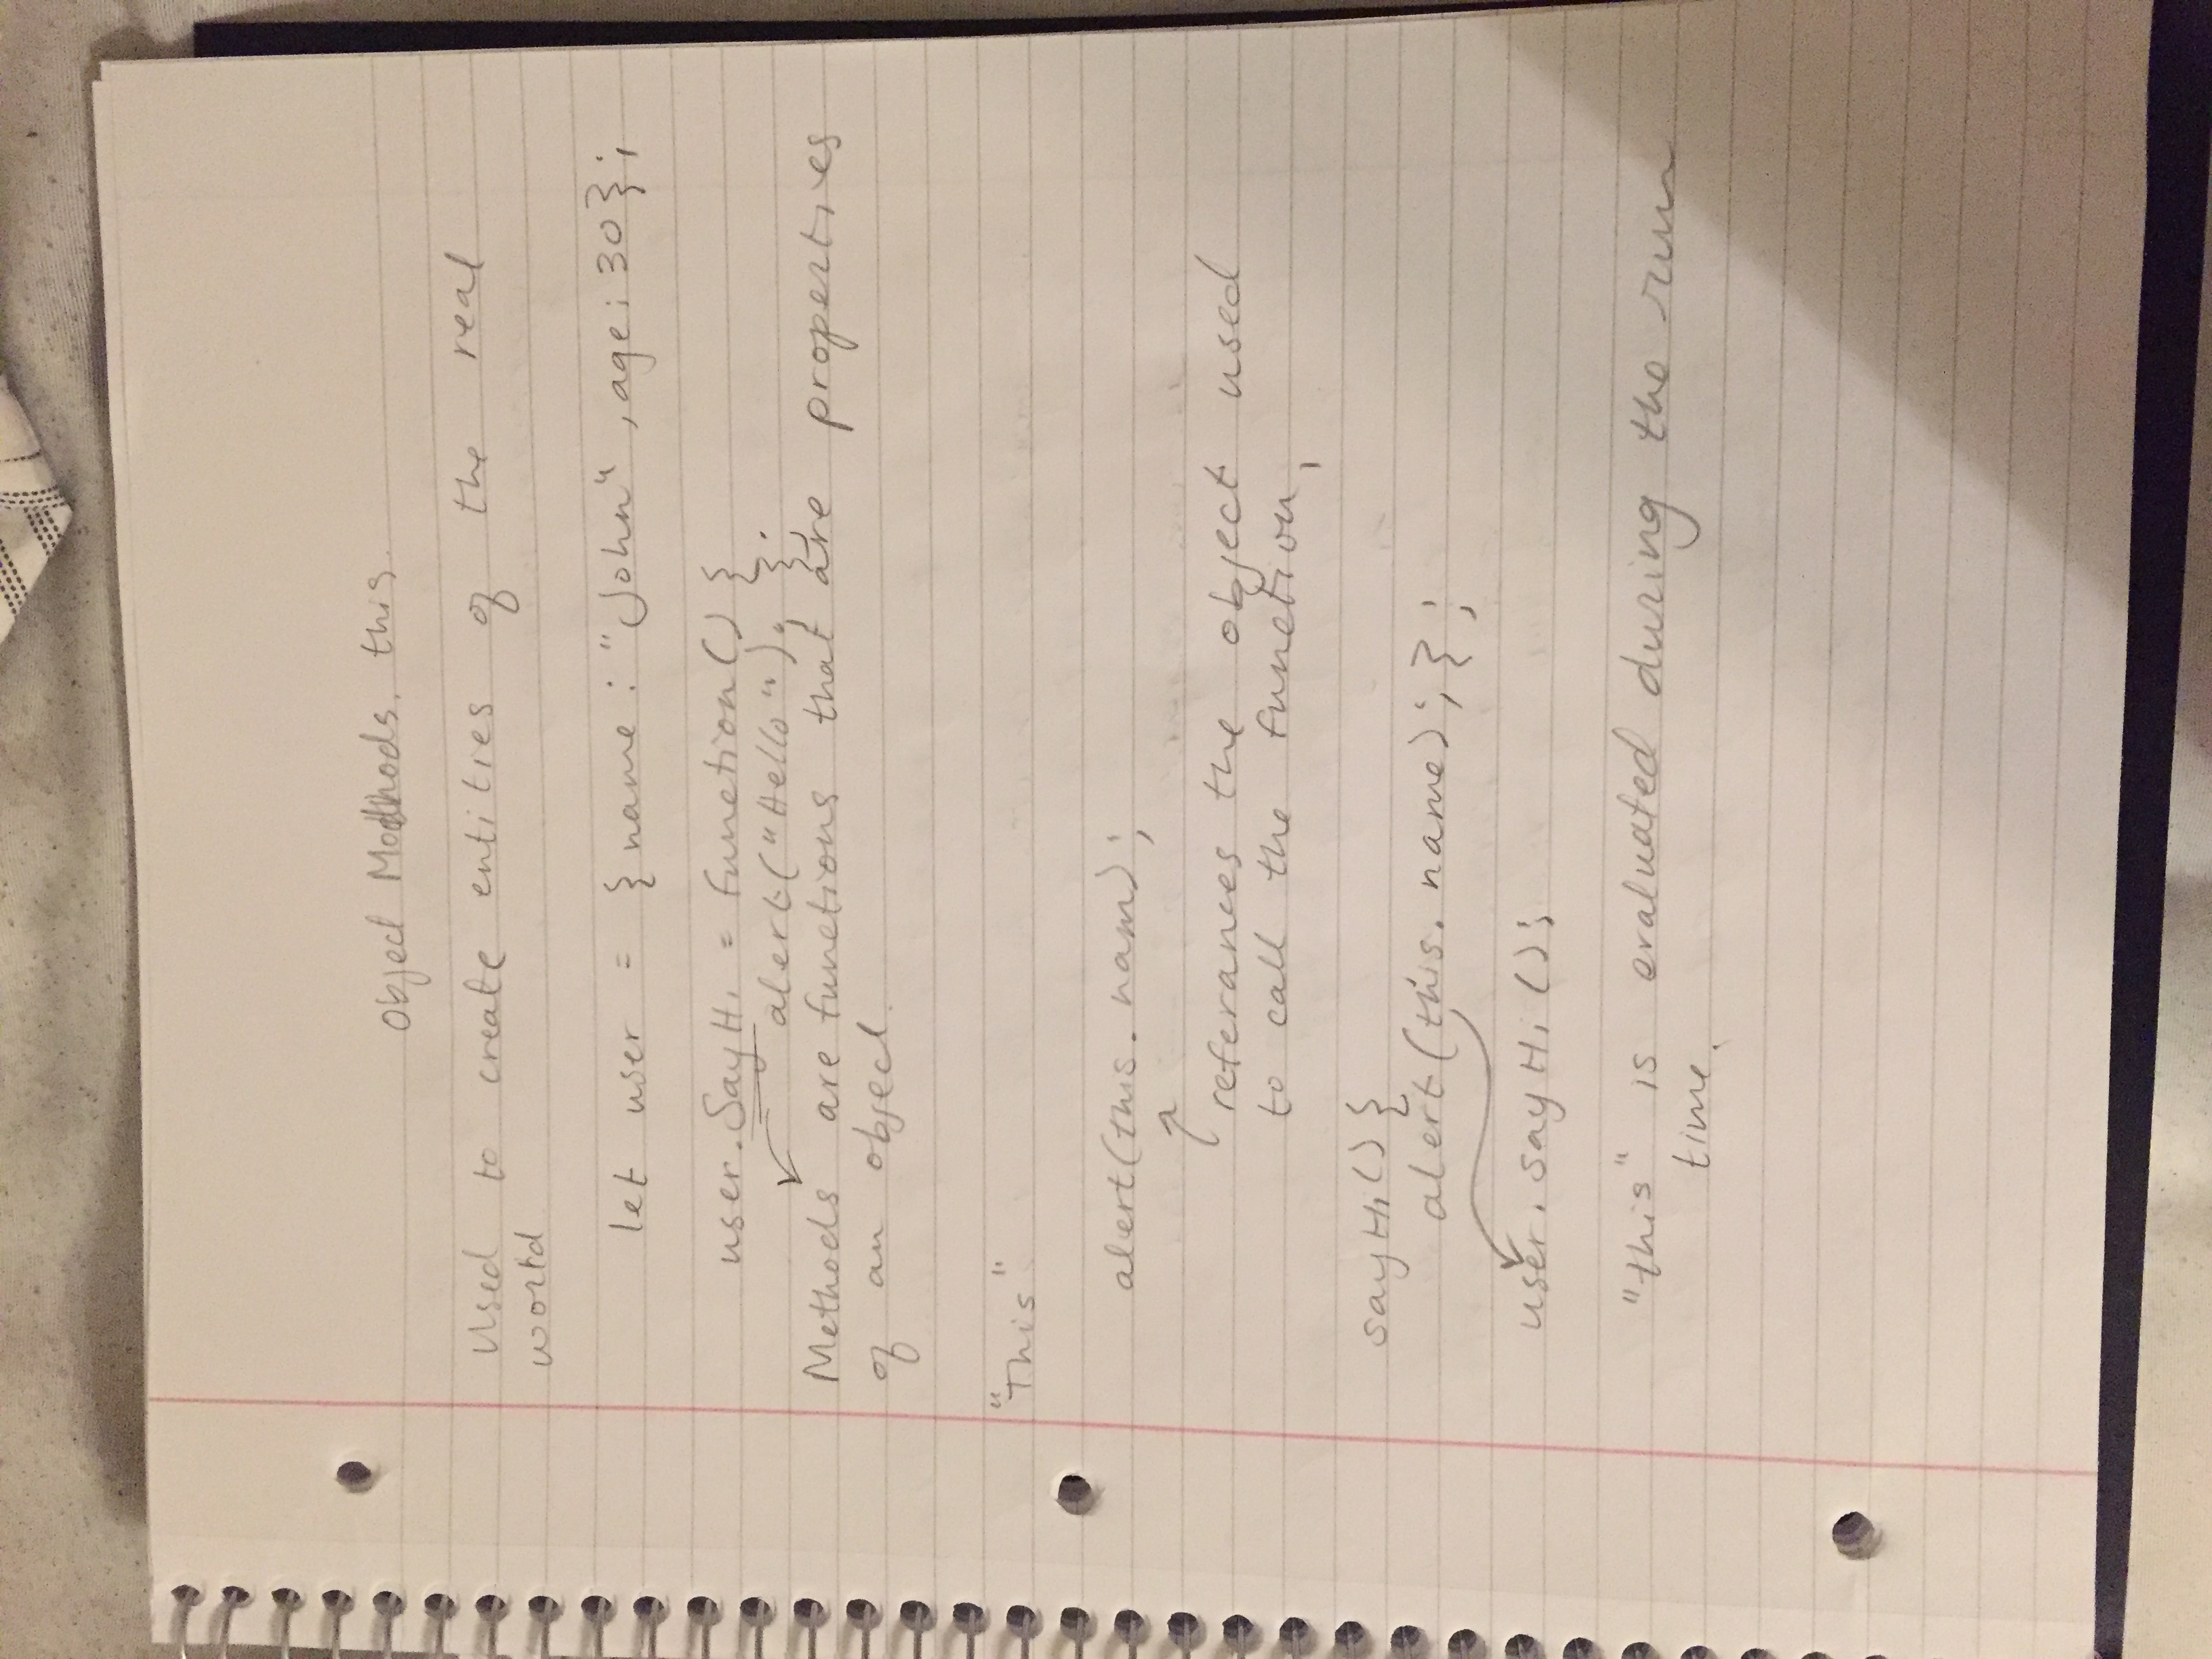 Object Methods. this.
Used to create entities of the real
world
let user = {name : "John" , age: 30};
user.SayHi = function() {
alert("Hello"); };
Methods are functions that are properties
of an object.
"This"
alert(this. nam);
referances the object used
to call the function,
sayHi() {
alert(this. name); };
user. sayHi ();
"this" is evaluated during the run
time.